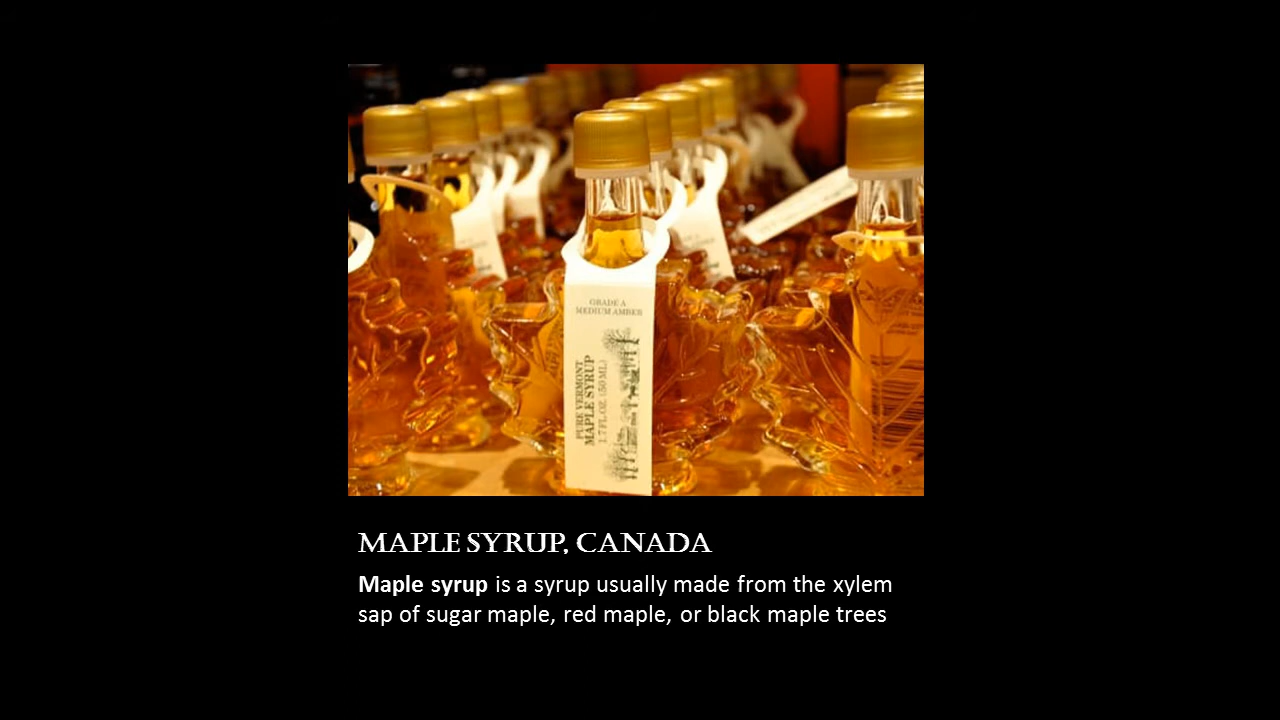 GRADE A
MEDIUM AMBER
PURE VERMONT
MAPLE SYRUP
1.7 FL OZ. (50 ML)
MAPLE SYRUP, CANADA
Maple syrup is a syrup usually made from the xylem
sap of sugar maple, red maple, or black maple trees